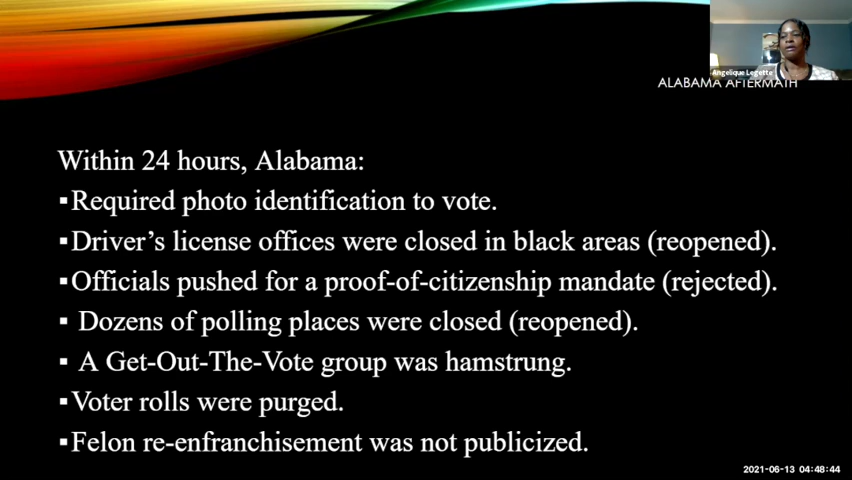 Angelique Legette
ALABAMA AFTERMATH
Within 24 hours, Alabama:
▪Required photo identification to vote.
▪Driver’s license offices were closed in black areas (reopened).
▪Officials pushed for a proof-of-citizenship mandate (rejected).
▪ Dozens of polling places were closed (reopened).
▪ A Get-Out-The-Vote group was hamstrung.
▪Voter rolls were purged.
▪Felon re-enfranchisement was not publicized.
2021-06-13 04:48:44